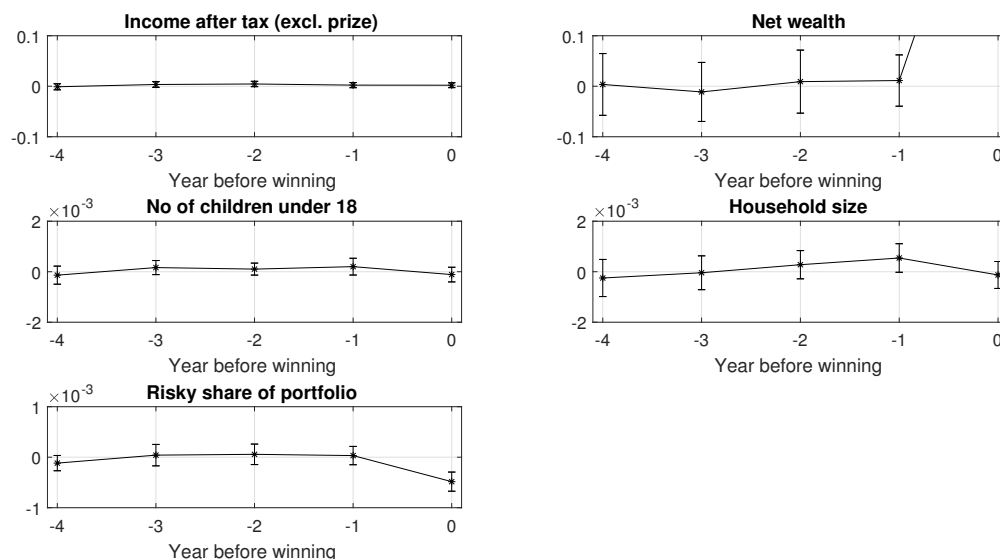 Income after tax (excl. prize)
0.1
0
-0.1
-4 -3 -2 -1 0
Year before winning
Net wealth
0.1
0
-0.1
-4 -3 -2 -1 0
Year before winning
No of children under 18
×10⁻³
2
0
-2
-4 -3 -2 -1 0
Year before winning
Household size
×10⁻³
2
0
-2
-4 -3 -2 -1 0
Year before winning
Risky share of portfolio
×10⁻³
1
0
-1
-4 -3 -2 -1 0
Year before winning